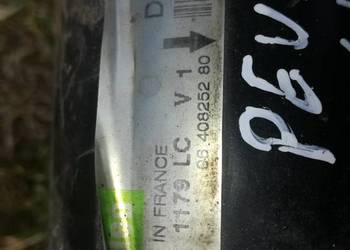 D
IN FRANCE
1179 LC V 1
96 408252 80
PEU